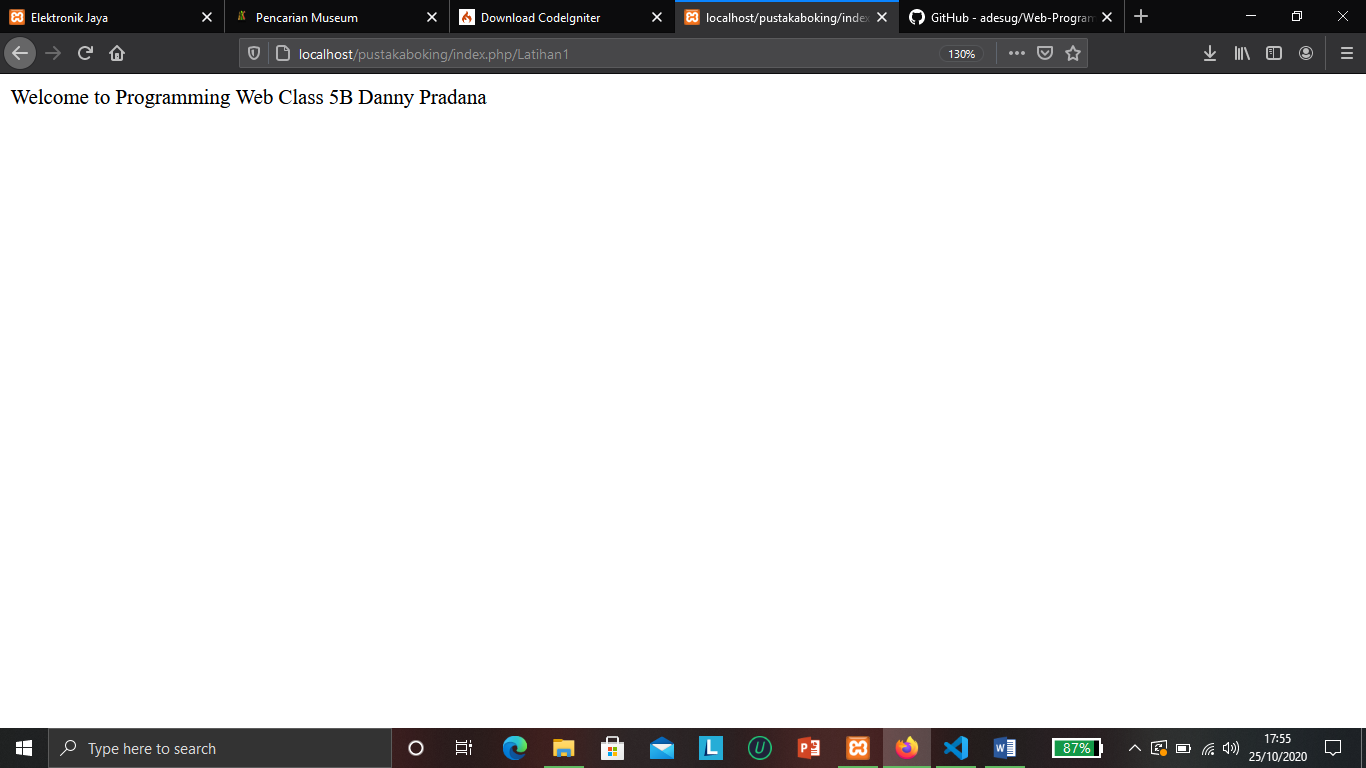 Elektronik Jaya
Pencarian Museum
Download CodeIgniter
localhost/pustakaboking/index
GitHub - adesug/Web-Program
localhost/pustakaboking/index.php/Latihan1
130%
Welcome to Programming Web Class 5B Danny Pradana
Type here to search
87%
17:55
25/10/2020